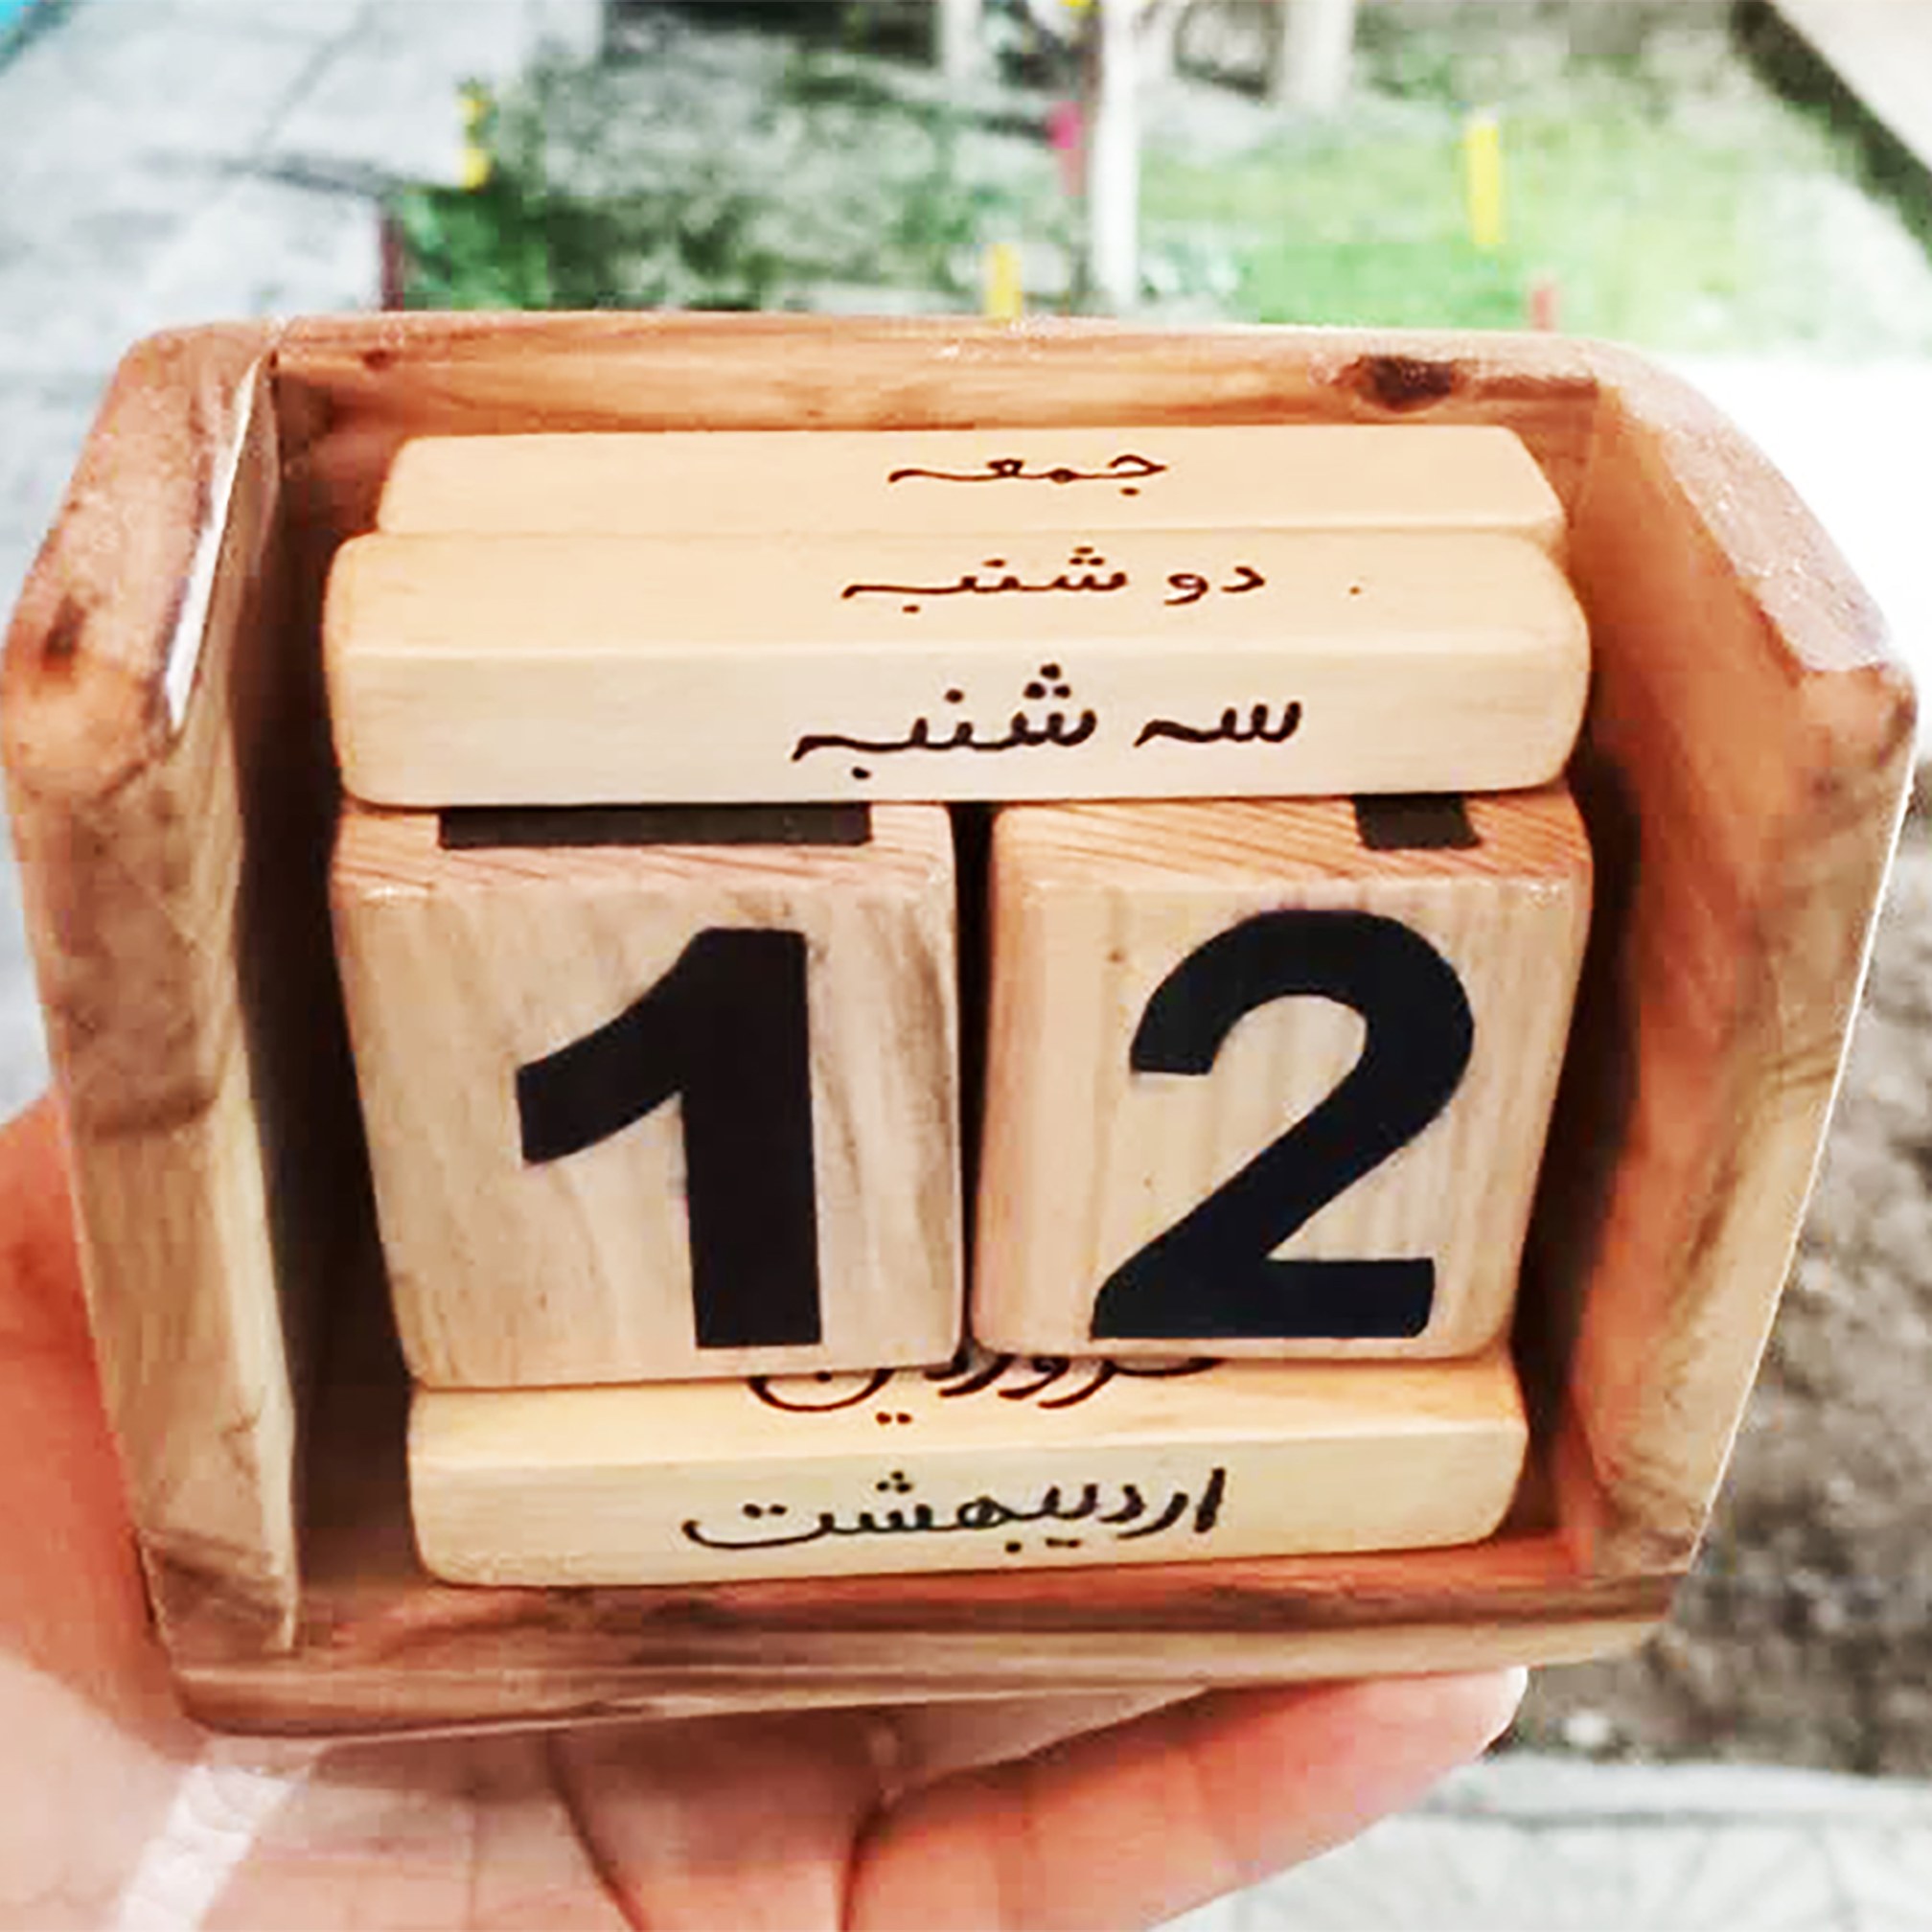 جمعه
دو شنبه
سه شنبه
12
اردیبهشت